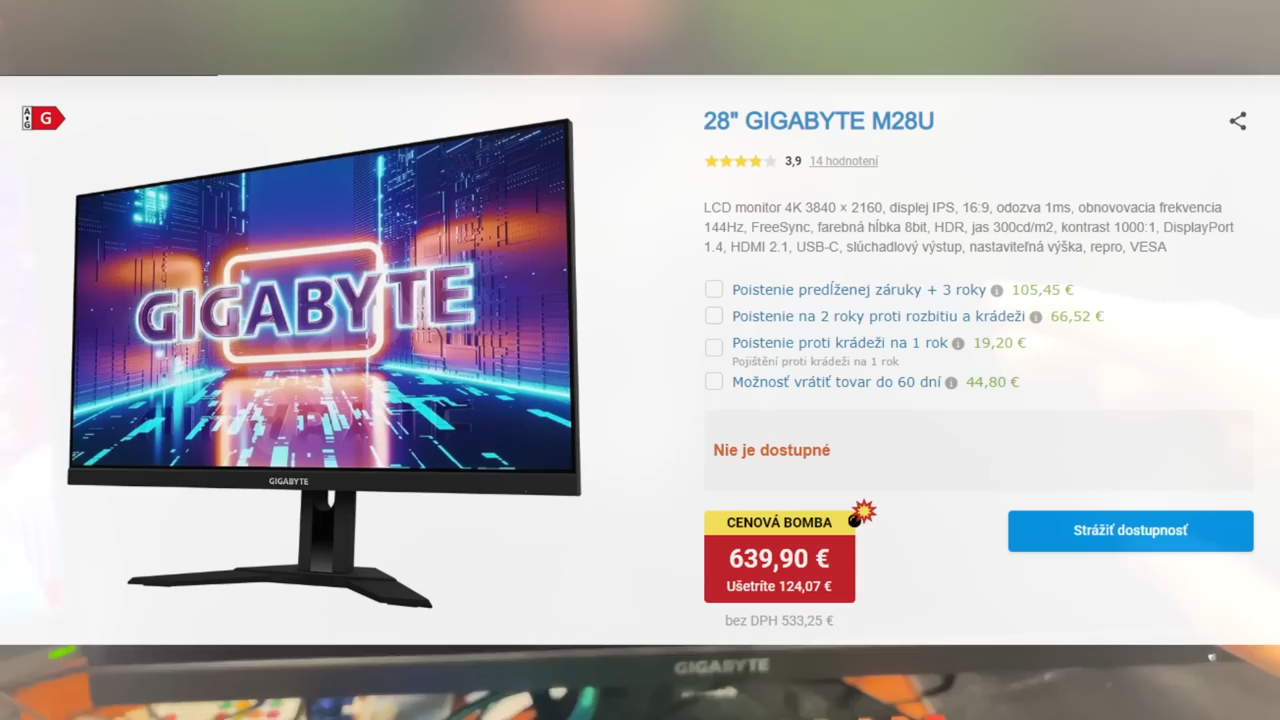 A
G
G
28" GIGABYTE M28U
3,9 14 hodnotení
LCD monitor 4K 3840 × 2160, displej IPS, 16:9, odozva 1ms, obnovovacia frekvencia
144Hz, FreeSync, farebná hĺbka 8bit, HDR, jas 300cd/m2, kontrast 1000:1, DisplayPort
1.4, HDMI 2.1, USB-C, slúchadlový výstup, nastaviteľná výška, repro, VESA
Poistenie predĺženej záruky + 3 roky 105,45 €
Poistenie na 2 roky proti rozbitiu a krádeži 66,52 €
Poistenie proti krádeži na 1 rok 19,20 €
Pojištění proti krádeži na 1 rok
Možnosť vrátiť tovar do 60 dní 44,80 €
GIGABYTE
GIGABYTE
Nie je dostupné
CENOVÁ BOMBA
639,90 €
Ušetríte 124,07 €
Strážiť dostupnosť
bez DPH 533,25 €
GIGABYTE